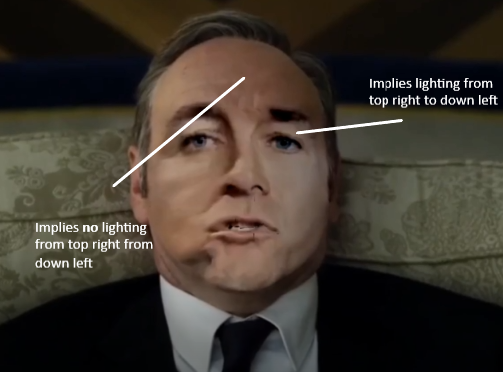 Implies lighting from
top right to down left
Implies no lighting
from top right from
down left